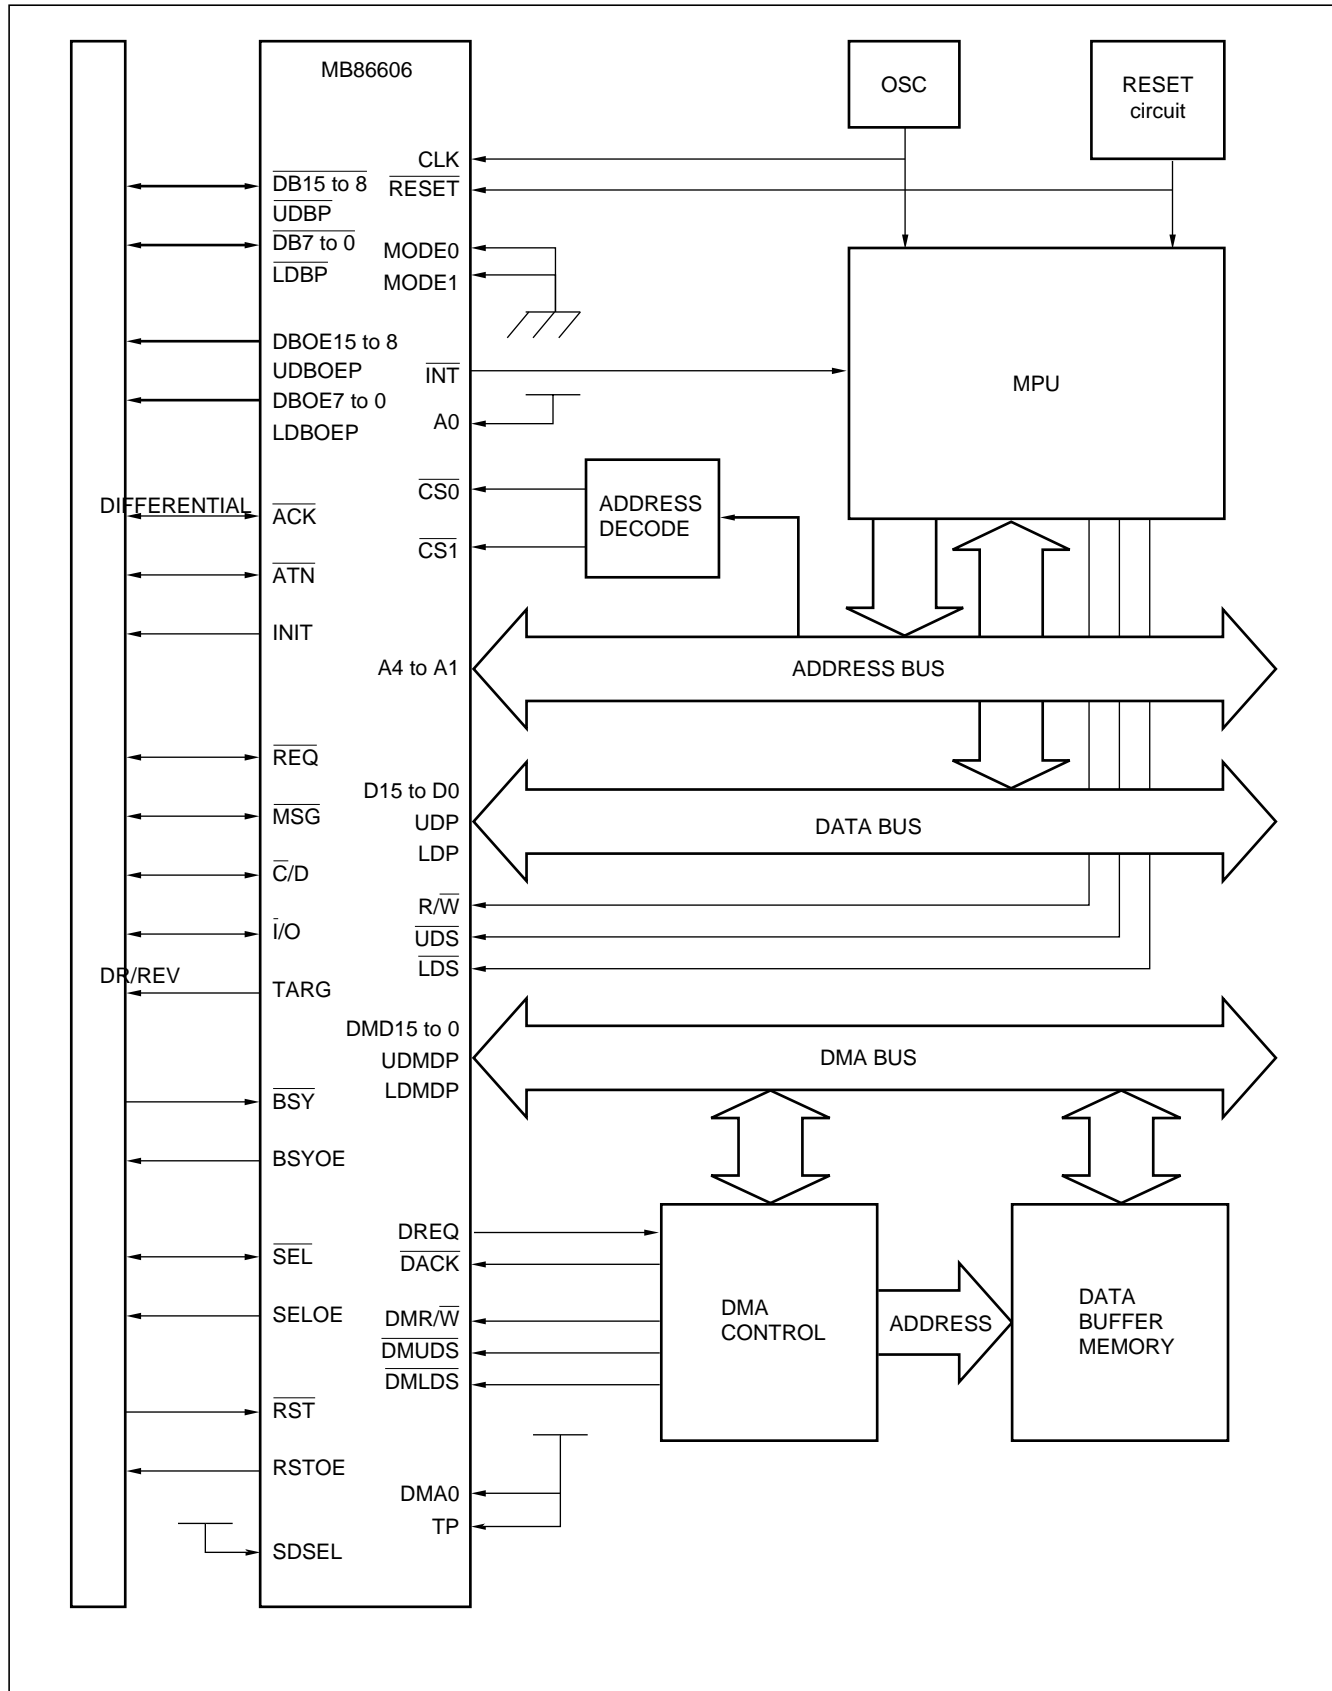 MB86606
OSC
RESET
circuit
CLK
RESET
DB15 to 8
UDBP
DB7 to 0
LDBP
MODE0
MODE1
DBOE15 to 8
UDBOEP
DBOE7 to 0
LDBOEP
INT
A0
MPU
CS0
CS1
ADDRESS
DECODE
DIFFERENTIAL
ACK
ATN
INIT
A4 to A1
ADDRESS BUS
REQ
MSG
C/D
I/O
D15 to D0
UDP
LDP
DATA BUS
R/W
UDS
LDS
DR/REV
TARG
DMD15 to 0
UDMDP
LDMDP
DMA BUS
BSY
BSYOE
SEL
SELOE
DREQ
DACK
DMR/W
DMUDS
DMLDS
DMA
CONTROL
ADDRESS
DATA
BUFFER
MEMORY
RST
RSTOE
DMA0
TP
SDSEL